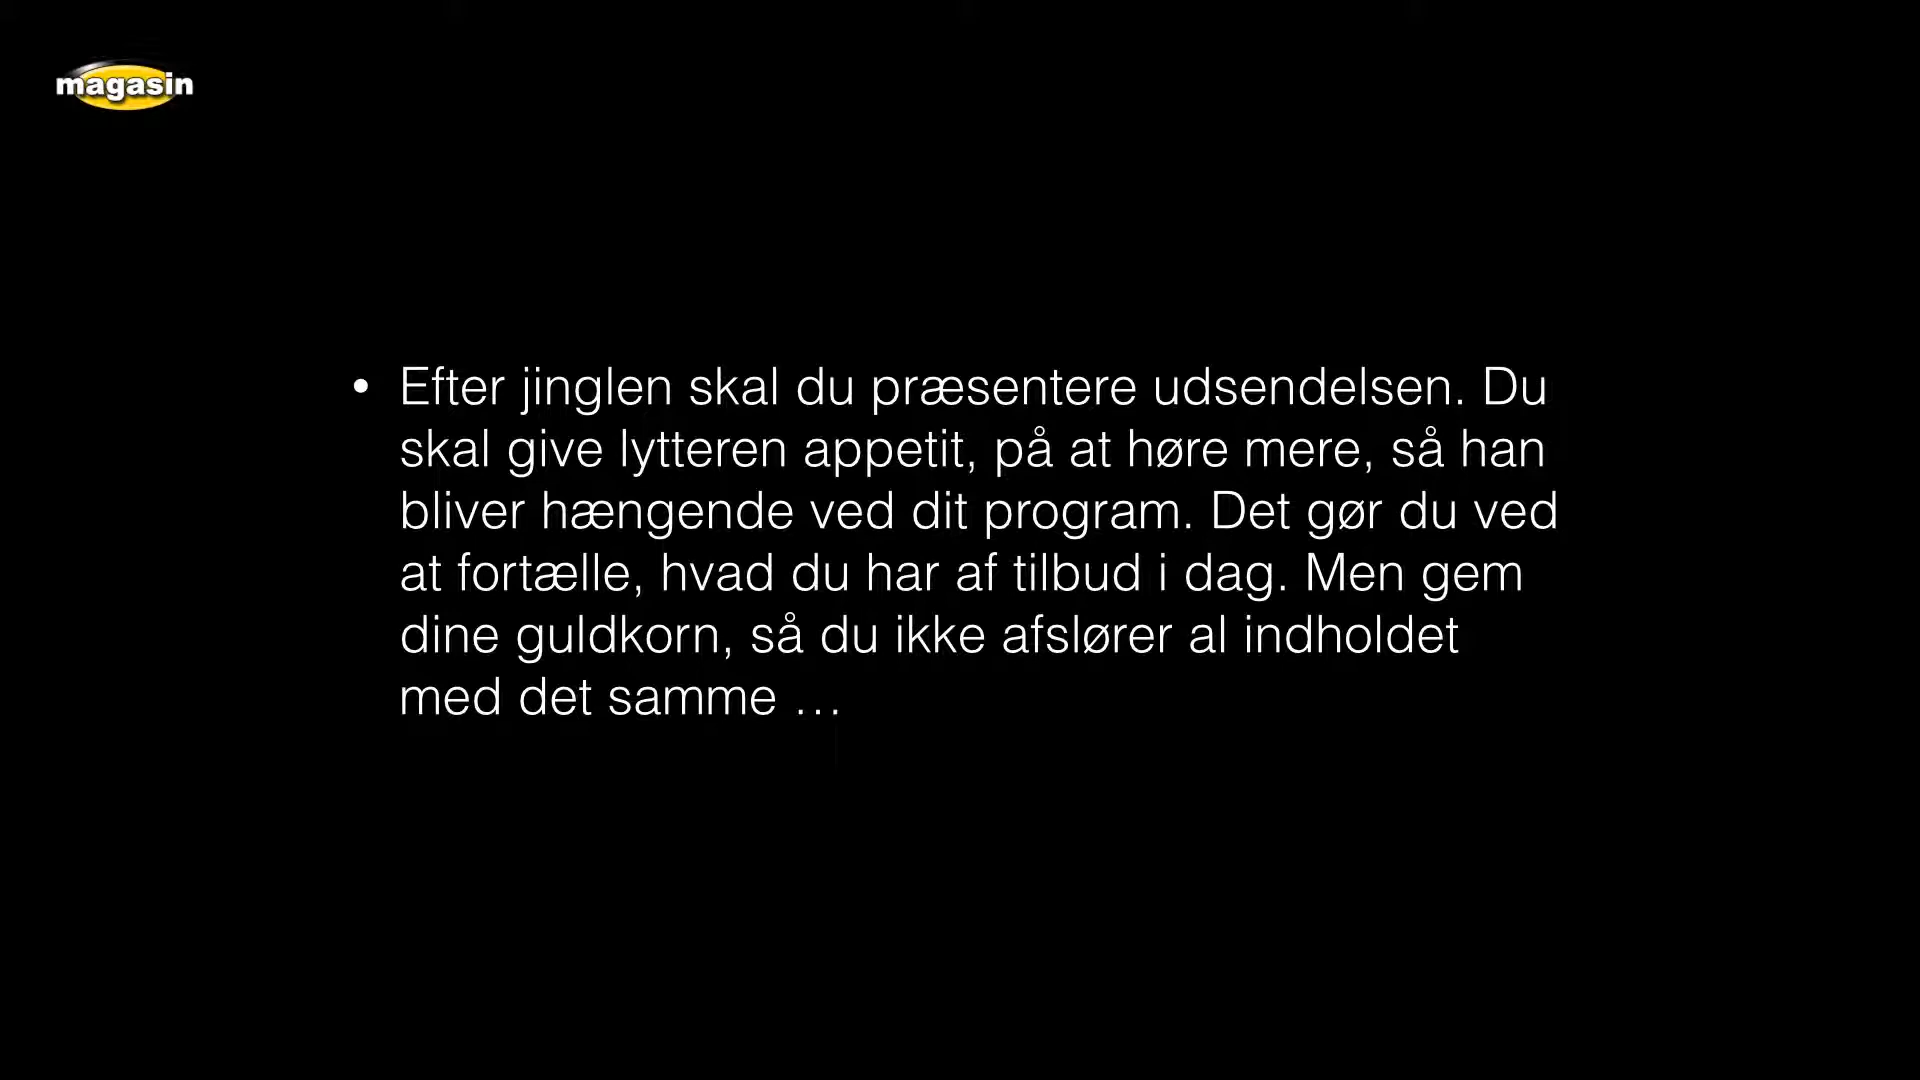 magasin
• Efter jinglen skal du præsentere udsendelsen. Du
skal give lytteren appetit, på at høre mere, så han
bliver hængende ved dit program. Det gør du ved
at fortælle, hvad du har af tilbud i dag. Men gem
dine guldkorn, så du ikke afslører al indholdet
med det samme …